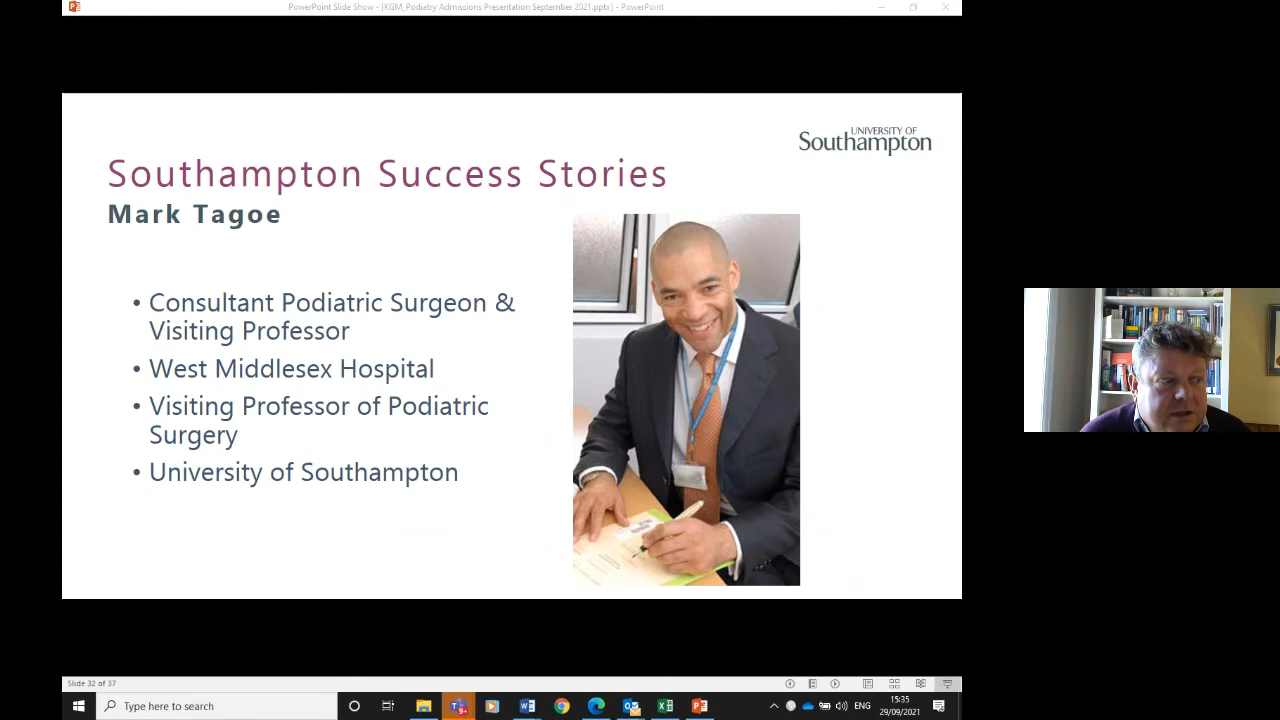 PowerPoint Slide Show - [KGM_Podiatry Admissions Presentation September 2021.pptx] - PowerPoint
UNIVERSITY OF
Southampton
Southampton Success Stories
Mark Tagoe
• Consultant Podiatric Surgeon &
Visiting Professor
• West Middlesex Hospital
• Visiting Professor of Podiatric
Surgery
• University of Southampton
Slide 32 of 37
Type here to search
9+
ENG
15:35
29/09/2021